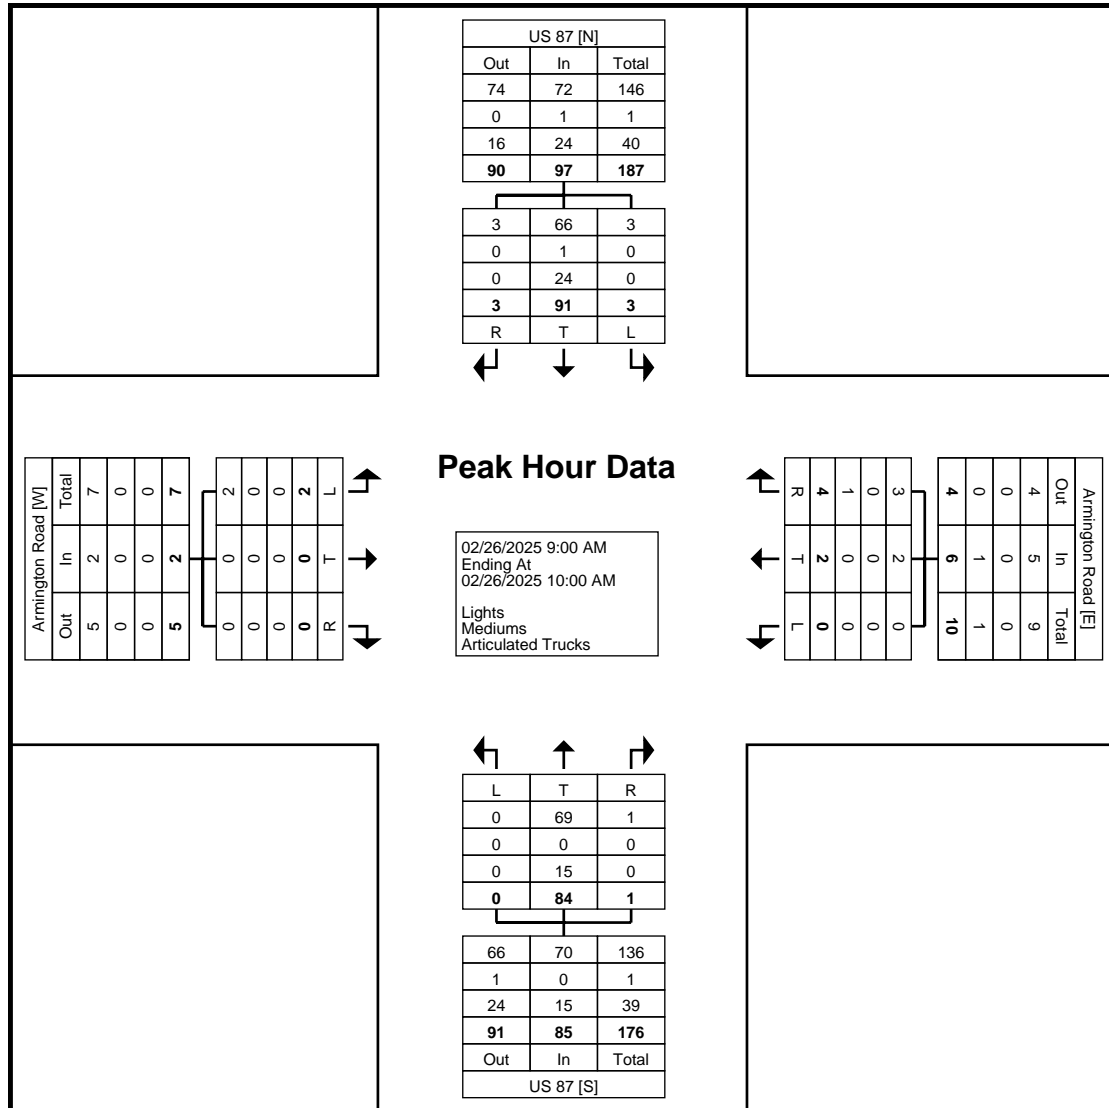 US 87 [N]
Out In Total
74 72 146
0 1 1
16 24 40
90 97 187
3 66 3
0 1 0
0 24 0
3 91 3
R T L
Armington Road [W]
Out In Total
5 2 7
0 0 0
0 0 0
5 2 7
0 0 2
0 0 0
0 0 0
0 0 2
R T L
Peak Hour Data
02/26/2025 9:00 AM
Ending At
02/26/2025 10:00 AM
Lights
Mediums
Articulated Trucks
Armington Road [E]
Out In Total
4 5 9
0 0 0
0 1 1
4 6 10
3 2 0
0 0 0
1 0 0
4 2 0
R T L
L T R
0 69 1
0 0 0
0 15 0
0 84 1
66 70 136
1 0 1
24 15 39
91 85 176
Out In Total
US 87 [S]